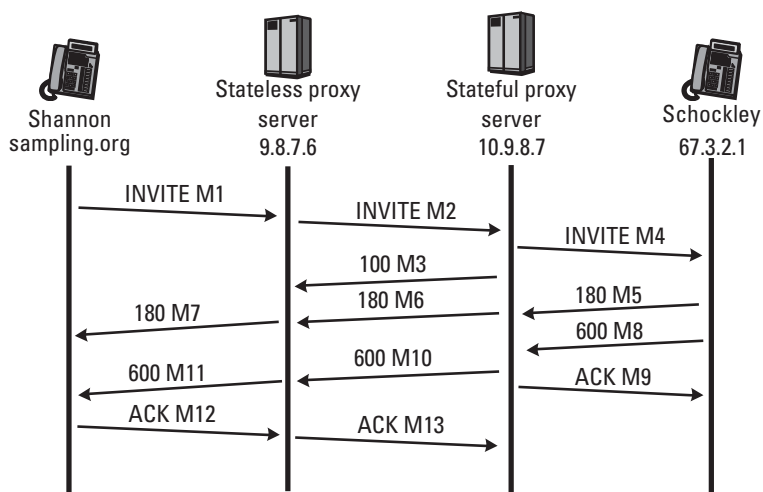 Shannon
sampling.org
Stateless proxy
server
9.8.7.6
Stateful proxy
server
10.9.8.7
Schockley
67.3.2.1
INVITE M1
INVITE M2
INVITE M4
100 M3
180 M5
180 M6
180 M7
600 M8
ACK M9
600 M10
600 M11
ACK M12
ACK M13